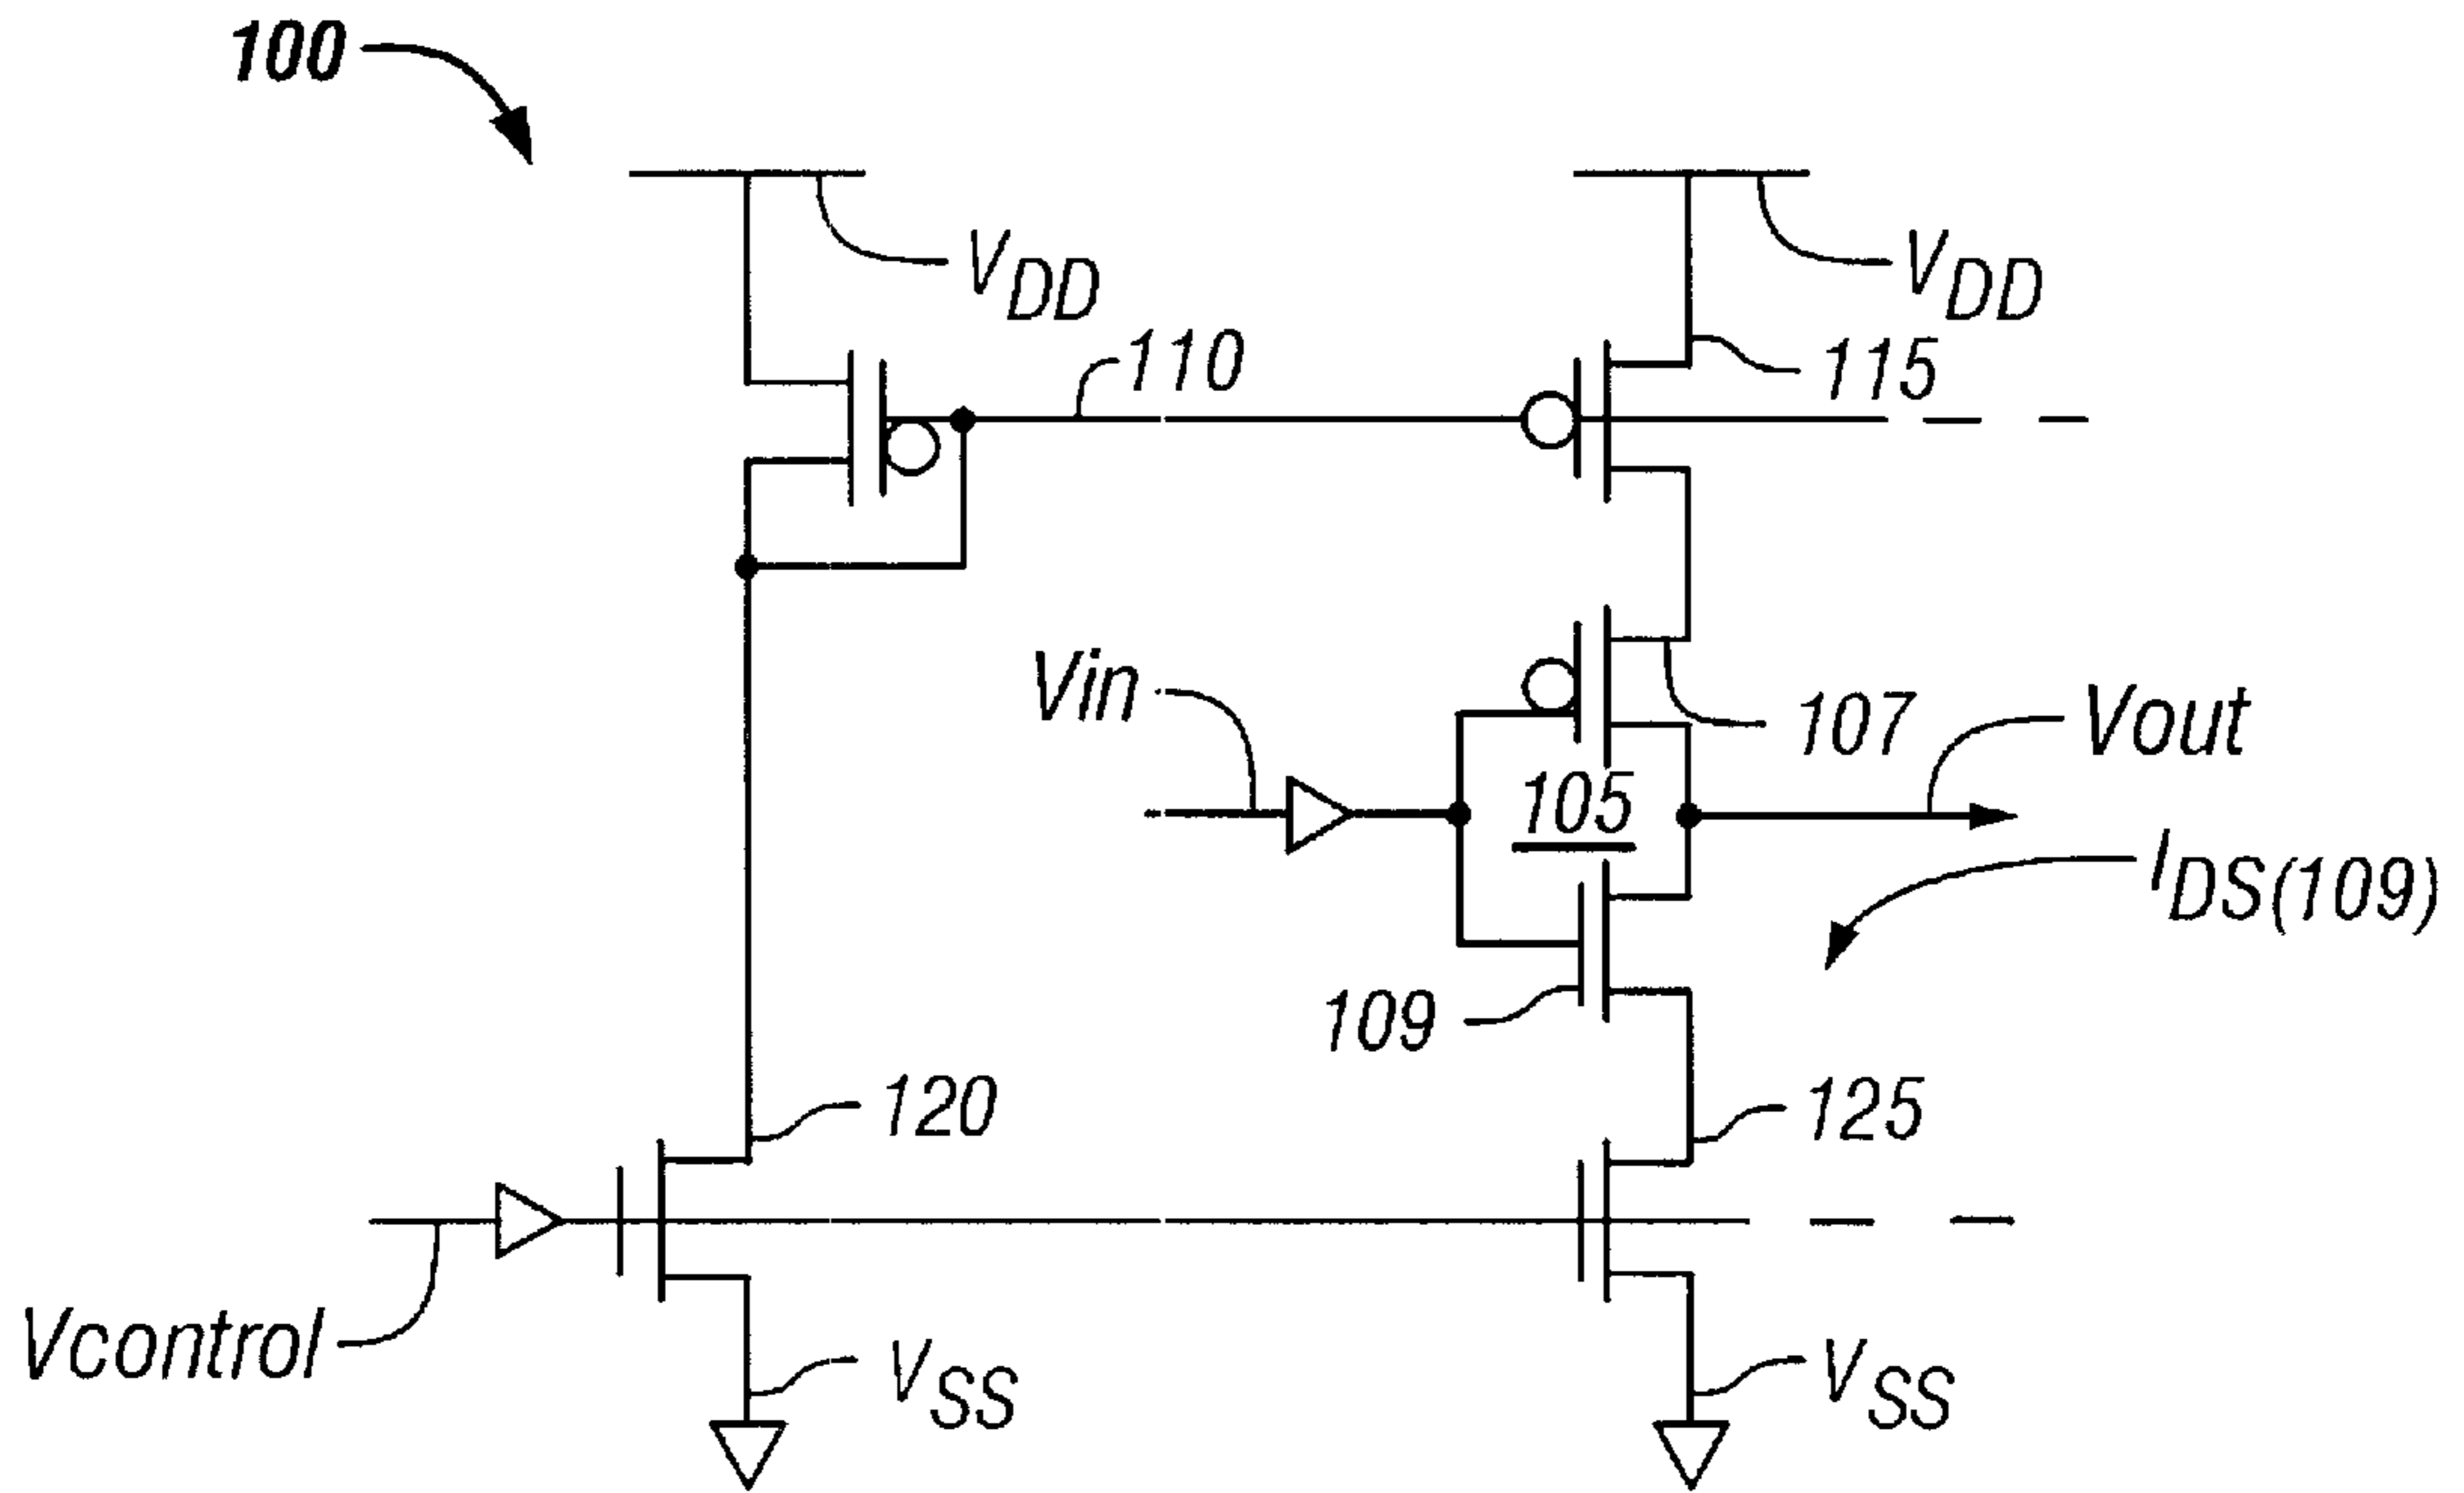 100
VDD
VDD
110
115
Vin
107
Vout
105
IDS(109)
109
120
125
Vcontrol
VSS
VSS